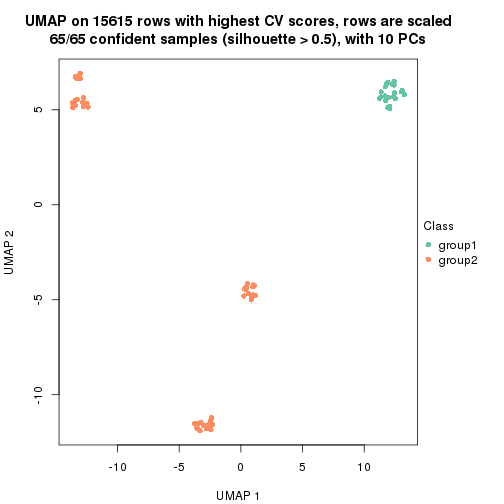 UMAP on 15615 rows with highest CV scores, rows are scaled
65/65 confident samples (silhouette > 0.5), with 10 PCs
5
0
-5
-10
UMAP 2
-10
-5
0
5
10
UMAP 1
Class
group1
group2